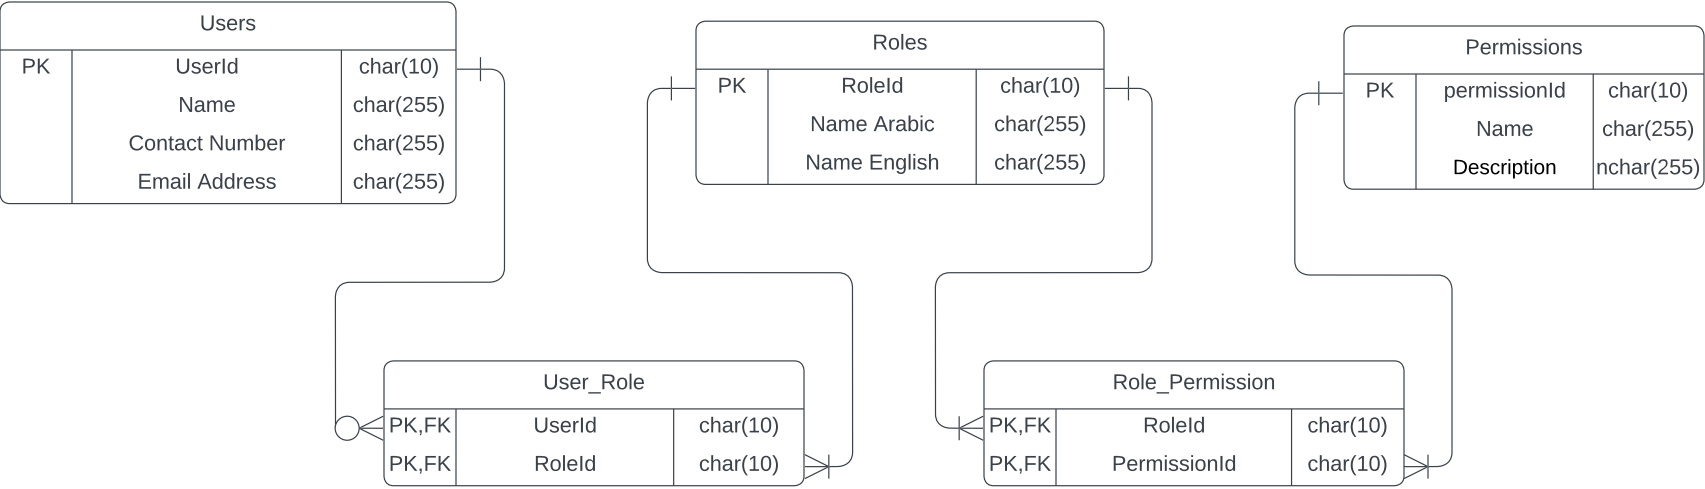 Users
PK UserId char(10)
Name char(255)
Contact Number char(255)
Email Address char(255)
Roles
PK RoleId char(10)
Name Arabic char(255)
Name English char(255)
Permissions
PK permissionId char(10)
Name char(255)
Description nchar(255)
User_Role
PK,FK UserId char(10)
PK,FK RoleId char(10)
Role_Permission
PK,FK RoleId char(10)
PK,FK PermissionId char(10)